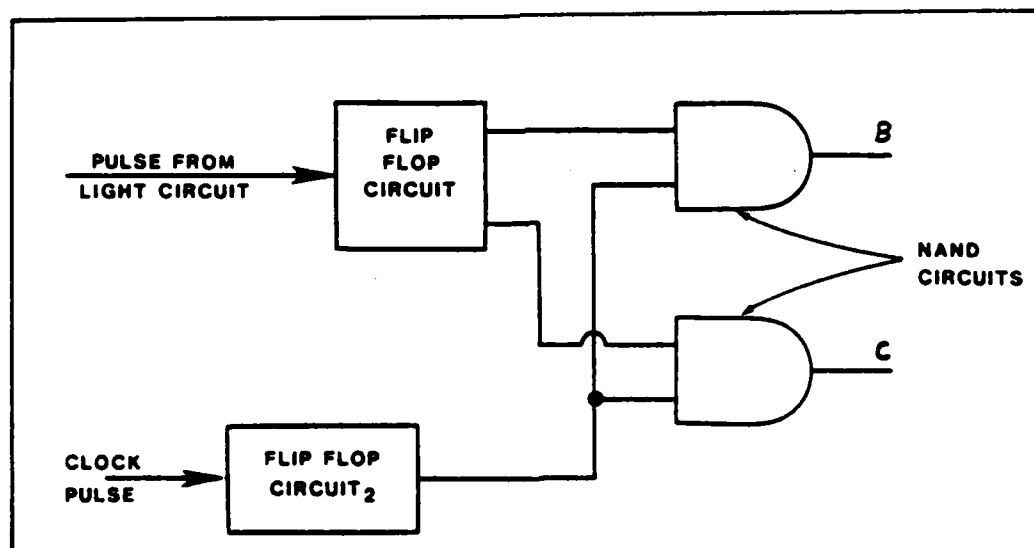 FLIP
FLOP
CIRCUIT
PULSE FROM
LIGHT CIRCUIT
B
NAND
CIRCUITS
C
CLOCK
PULSE
FLIP FLOP
CIRCUIT₂